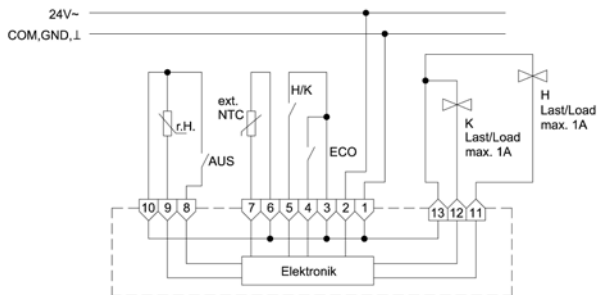 24V~
COM,GND,⊥
r.H.
AUS
ext.
NTC
H/K
ECO
K
Last/Load
max. 1A
H
Last/Load
max. 1A
10 9 8 7 6 5 4 3 2 1 13 12 11
Elektronik